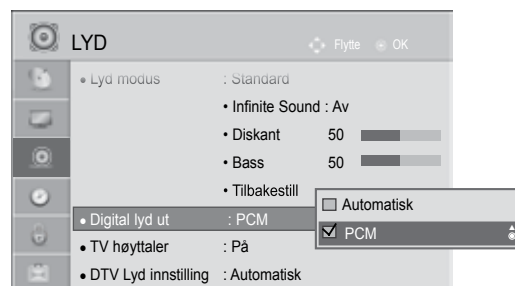 LYD
Flytte OK
• Lyd modus : Standard
• Infinite Sound : Av
• Diskant 50
• Bass 50
• Tilbakestill
• Digital lyd ut : PCM
Automatisk
PCM
• TV høyttaler : På
• DTV Lyd innstilling : Automatisk